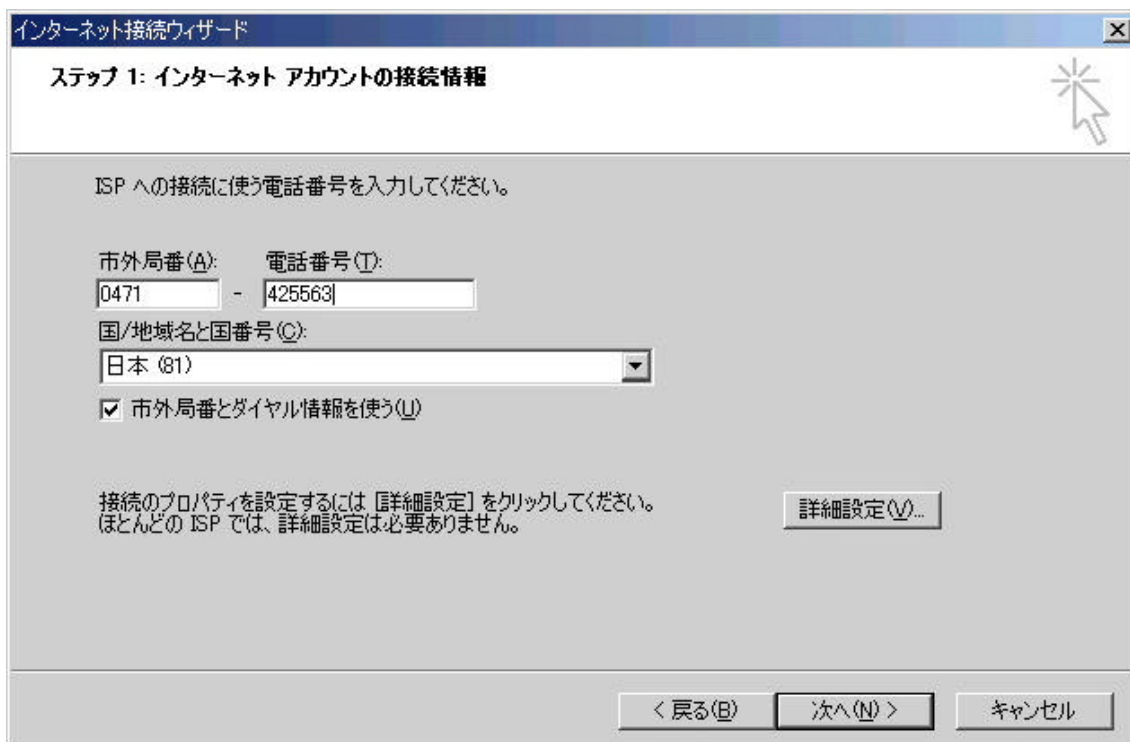 インターネット接続ウィザード
ステップ 1: インターネット アカウントの接続情報
ISP への接続に使う電話番号を入力してください。
市外局番(A): 電話番号(T):
0471 - 425563
国/地域名と国番号(C):
日本 (81)
市外局番とダイヤル情報を使う(U)
接続のプロパティを設定するには [詳細設定] をクリックしてください。
ほとんどの ISP では、詳細設定は必要ありません。
詳細設定(V)...
< 戻る(B) 次へ(N) > キャンセル